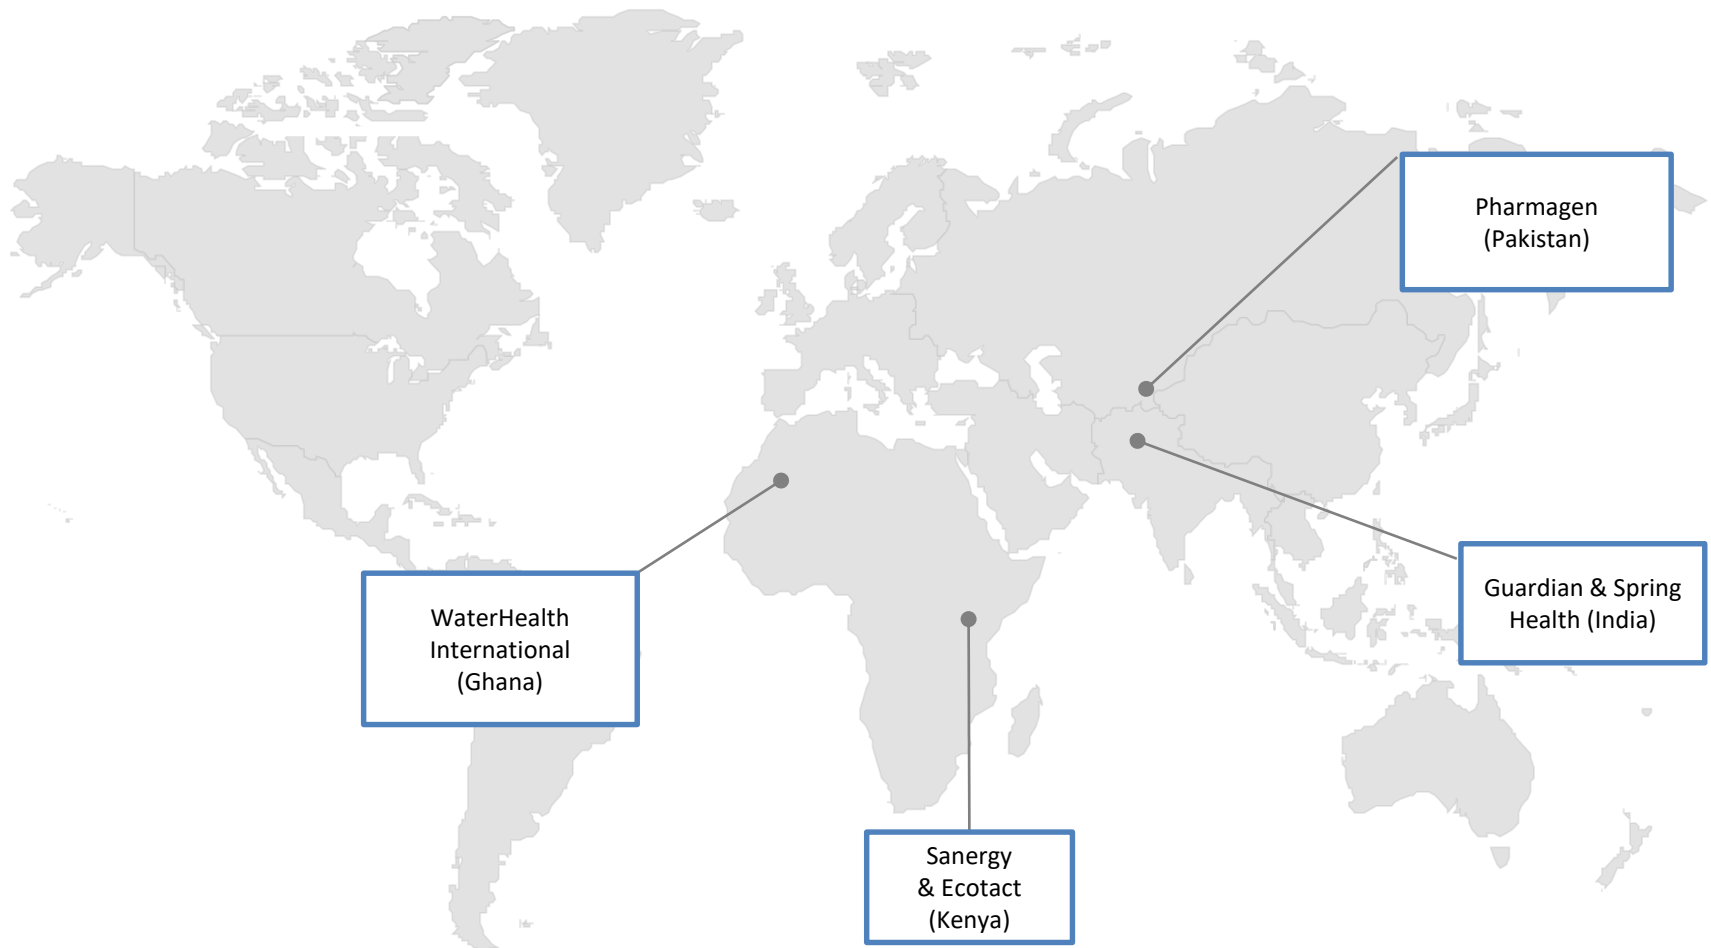 Pharmagen
(Pakistan)
Guardian & Spring
Health (India)
WaterHealth
International
(Ghana)
Sanergy
& Ecotact
(Kenya)